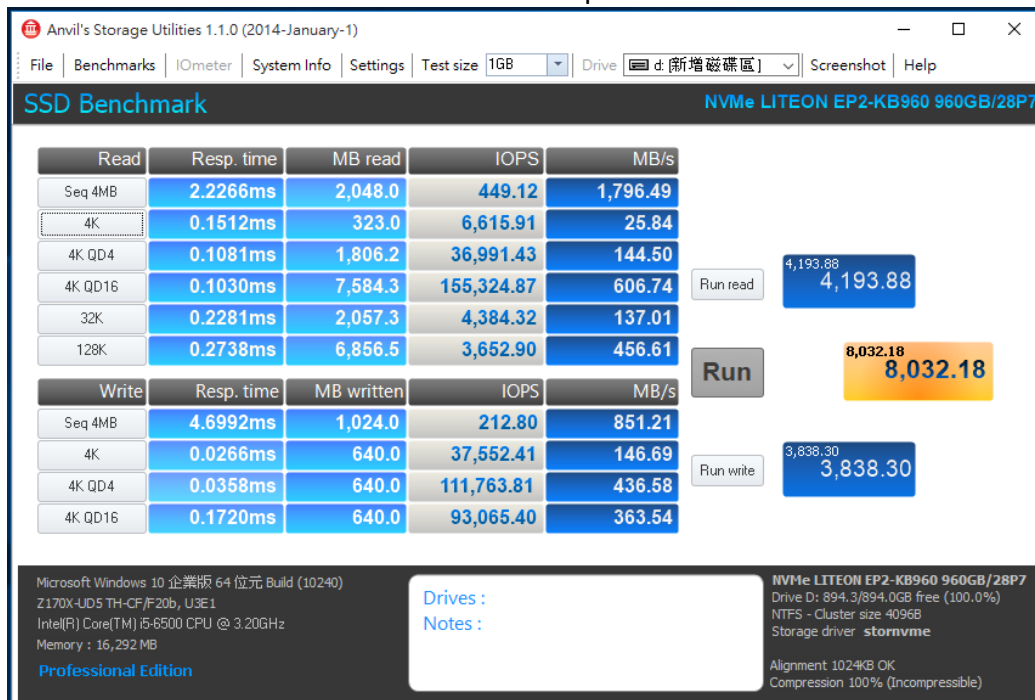 Anvil's Storage Utilities 1.1.0 (2014-January-1)
File Benchmarks IOmeter System Info Settings Test size 1GB Drive d: [新增磁碟區] Screenshot Help
SSD Benchmark NVMe LITEON EP2-KB960 960GB/28P7
Read Resp. time MB read IOPS MB/s
Seq 4MB 2.2266ms 2,048.0 449.12 1,796.49
4K 0.1512ms 323.0 6,615.91 25.84
4K QD4 0.1081ms 1,806.2 36,991.43 144.50
4K QD16 0.1030ms 7,584.3 155,324.87 606.74
32K 0.2281ms 2,057.3 4,384.32 137.01
128K 0.2738ms 6,856.5 3,652.90 456.61
Run read 4,193.88 4,193.88
Run 8,032.18 8,032.18
Write Resp. time MB written IOPS MB/s
Seq 4MB 4.6992ms 1,024.0 212.80 851.21
4K 0.0266ms 640.0 37,552.41 146.69
4K QD4 0.0358ms 640.0 111,763.81 436.58
4K QD16 0.1720ms 640.0 93,065.40 363.54
Run write 3,838.30 3,838.30
Microsoft Windows 10 企業版 64 位元 Build (10240)
Z170X-UD5 TH-CF/F20b, U3E1
Intel(R) Core(TM) i5-6500 CPU @ 3.20GHz
Memory : 16,292 MB
Professional Edition
Drives :
Notes :
NVMe LITEON EP2-KB960 960GB/28P7
Drive D: 894.3/894.0GB free (100.0%)
NTFS - Cluster size 4096B
Storage driver stornvme
Alignment 1024KB OK
Compression 100% (Incompressible)